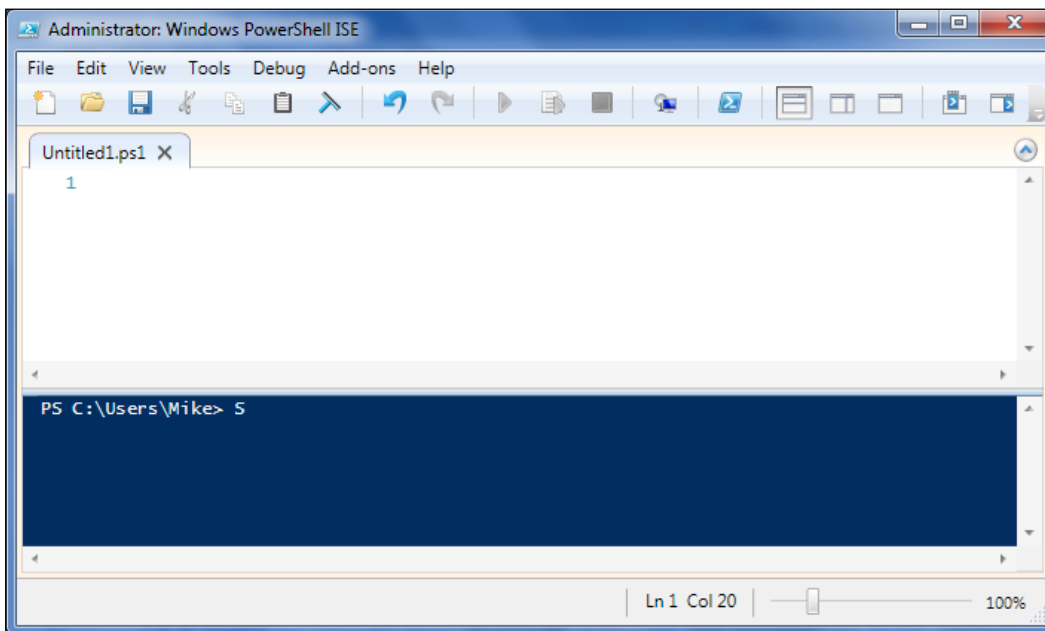 Administrator: Windows PowerShell ISE
File Edit View Tools Debug Add-ons Help
Untitled1.ps1
1
PS C:\Users\Mike> S
Ln 1 Col 20 100%